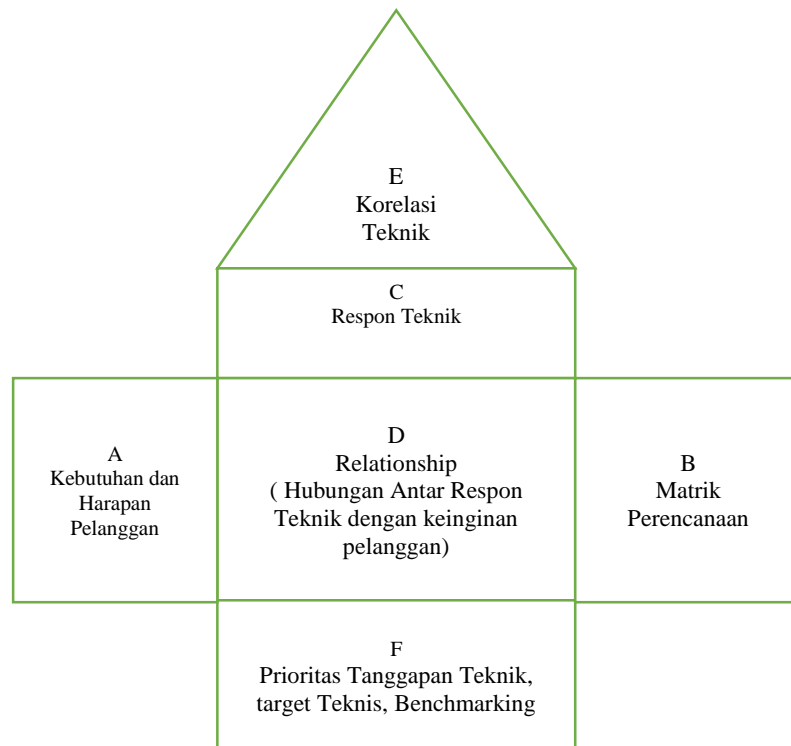 E
Korelasi
Teknik
C
Respon Teknik
A
Kebutuhan dan
Harapan
Pelanggan
D
Relationship
( Hubungan Antar Respon
Teknik dengan keinginan
pelanggan)
B
Matrik
Perencanaan
F
Prioritas Tanggapan Teknik,
target Teknis, Benchmarking